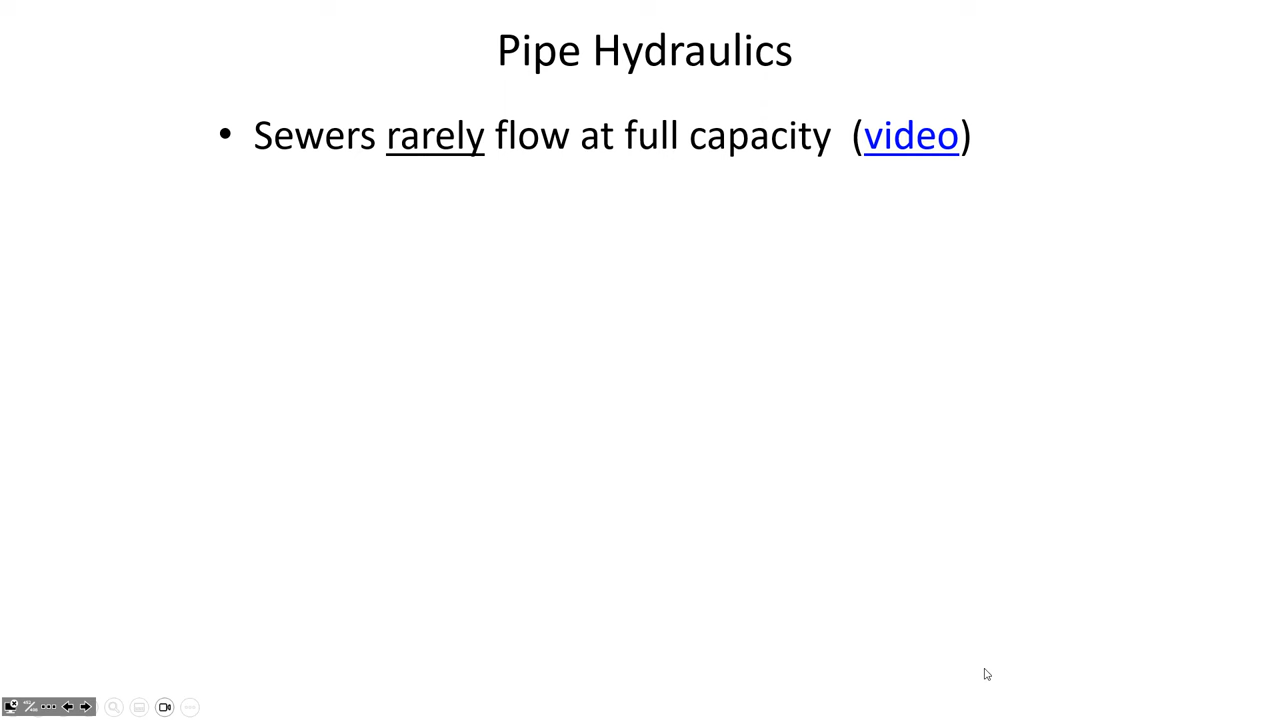 Pipe Hydraulics
• Sewers rarely flow at full capacity (video)